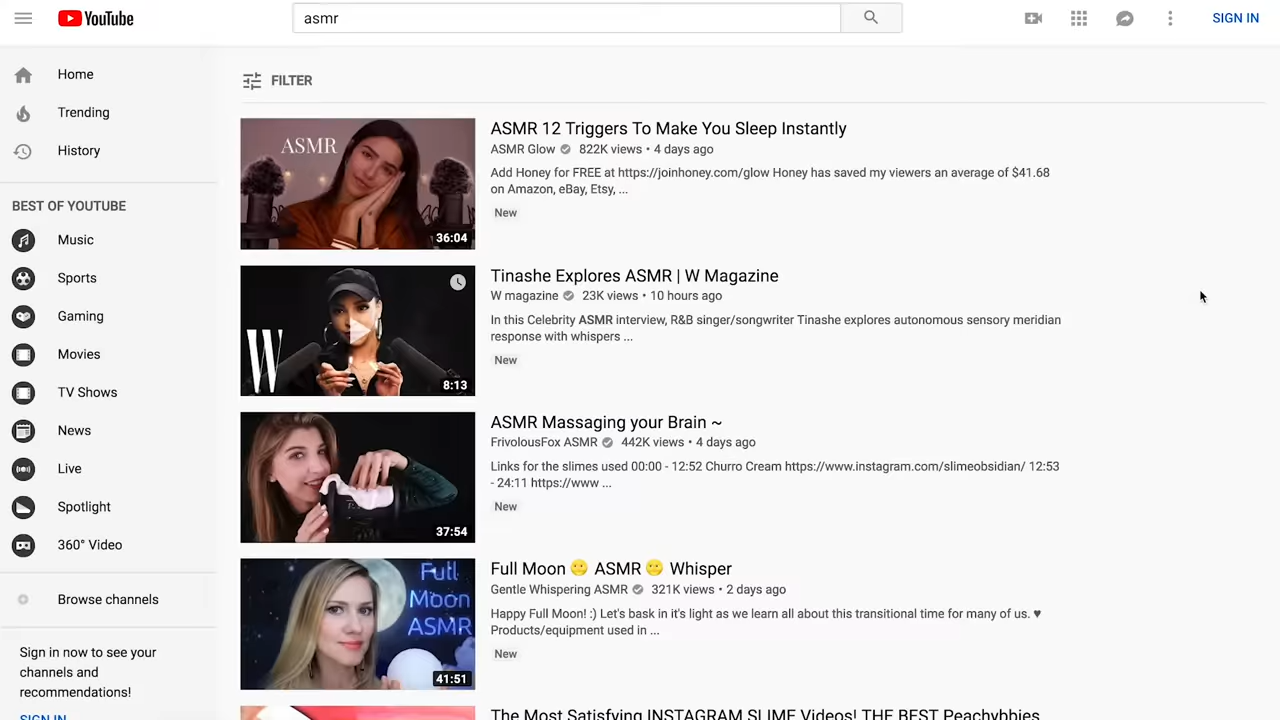 YouTube
asmr
SIGN IN
Home
Trending
History
BEST OF YOUTUBE
Music
Sports
Gaming
Movies
TV Shows
News
Live
Spotlight
360° Video
Browse channels
Sign in now to see your
channels and
recommendations!
SIGN IN
FILTER
ASMR
36:04
ASMR 12 Triggers To Make You Sleep Instantly
ASMR Glow 822K views • 4 days ago
Add Honey for FREE at https://joinhoney.com/glow Honey has saved my viewers an average of $41.68
on Amazon, eBay, Etsy, ...
New
W
8:13
Tinashe Explores ASMR | W Magazine
W magazine 23K views • 10 hours ago
In this Celebrity ASMR interview, R&B singer/songwriter Tinashe explores autonomous sensory meridian
response with whispers ...
New
37:54
ASMR Massaging your Brain ~
FrivolousFox ASMR 442K views • 4 days ago
Links for the slimes used 00:00 - 12:52 Churro Cream https://www.instagram.com/slimeobsidian/ 12:53
- 24:11 https://www ...
New
Full
Moon
ASMR
41:51
Full Moon 🌝 ASMR 🌝 Whisper
Gentle Whispering ASMR 321K views • 2 days ago
Happy Full Moon! :) Let's bask in it's light as we learn all about this transitional time for many of us. ♥
Products/equipment used in ...
New
The Most Satisfying INSTAGRAM SLIME Videos! THE BEST Peachybbies